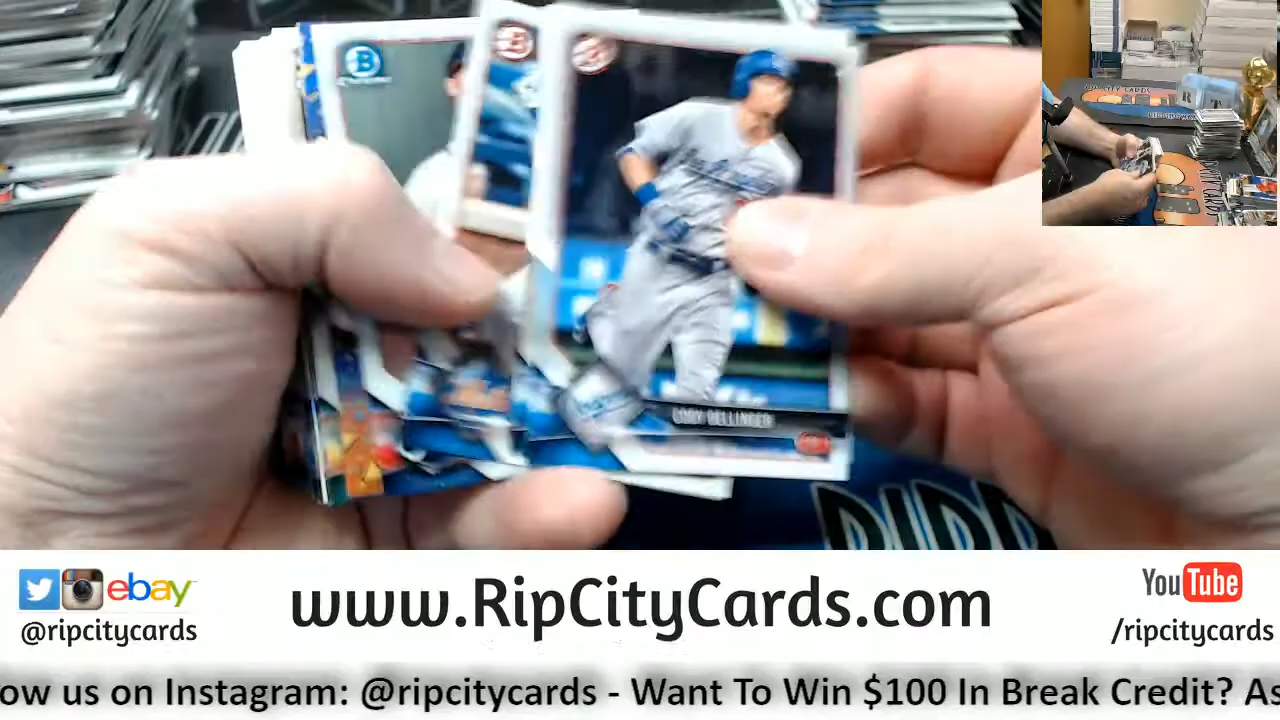 CODY BELLINGER
ebay
@ripcitycards
www.RipCityCards.com
YouTube
/ripcitycards
ow us on Instagram: @ripcitycards - Want To Win $100 In Break Credit? As